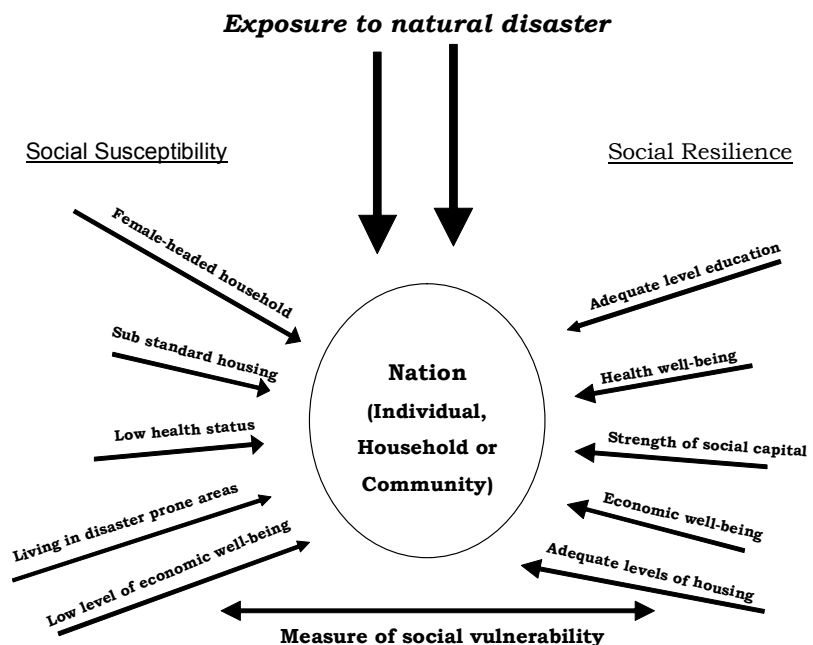 Exposure to natural disaster
Social Susceptibility
Social Resilience
Female-headed household
Sub standard housing
Low health status
Living in disaster prone areas
Low level of economic well-being
Nation
(Individual,
Household or
Community)
Adequate level education
Health well-being
Strength of social capital
Economic well-being
Adequate levels of housing
Measure of social vulnerability